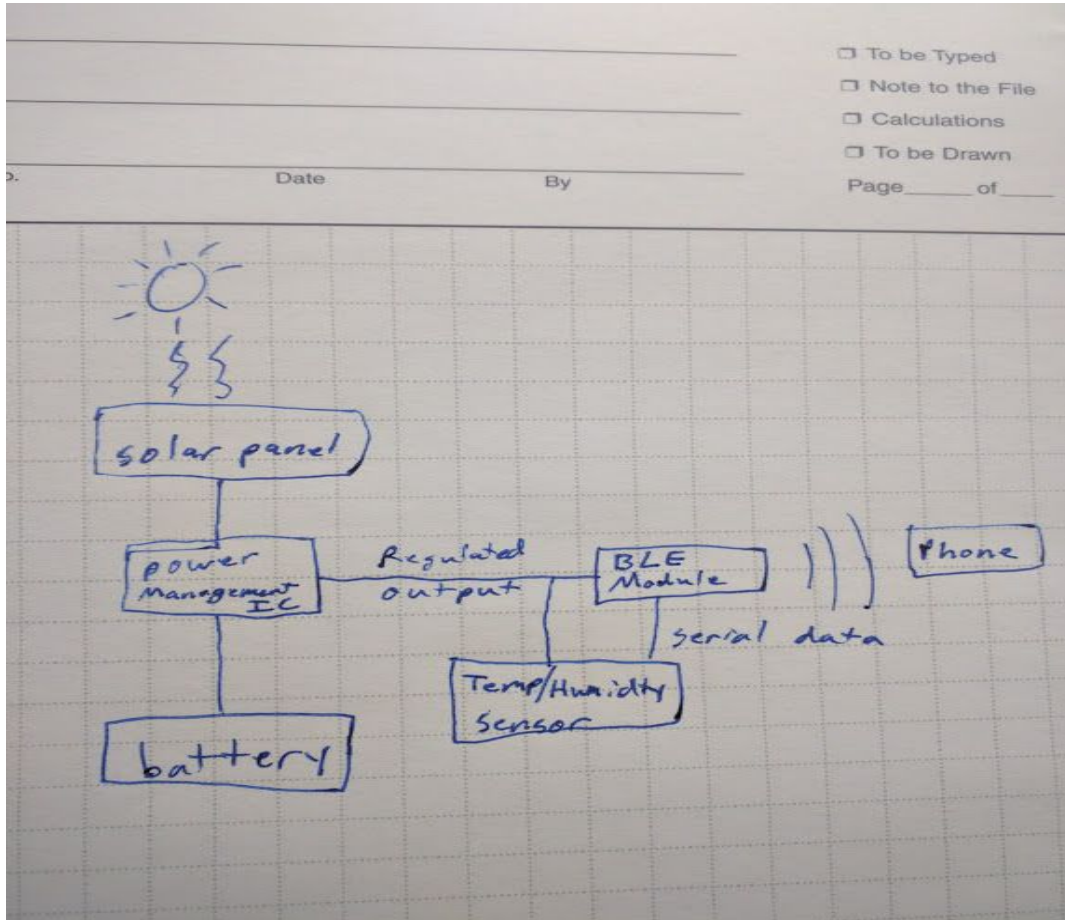 To be Typed
Note to the File
Calculations
To be Drawn
Date
By
Page of
solar panel
power
Management
IC
Regulated
output
BLE
Module
Phone
serial data
Temp/Humidty
sensor
battery